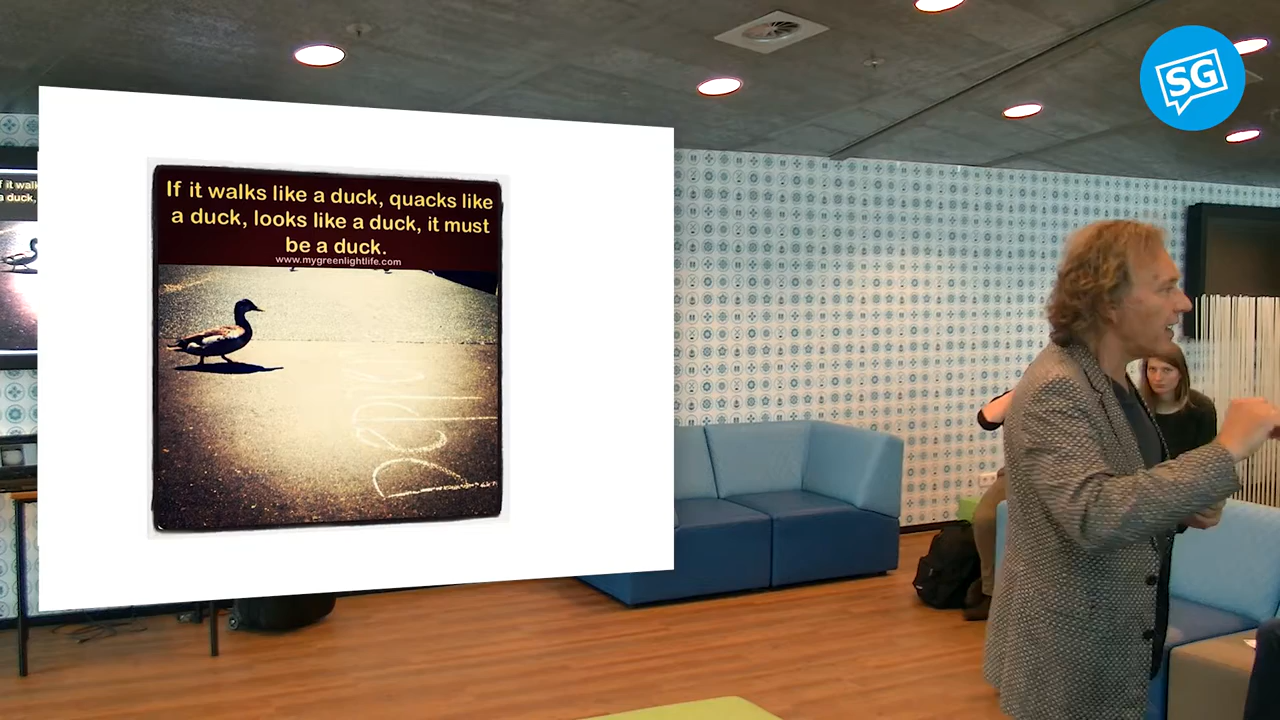 If it walks like a duck, quacks like
a duck, looks like a duck, it must
be a duck.
www.mygreenlightlife.com
SG